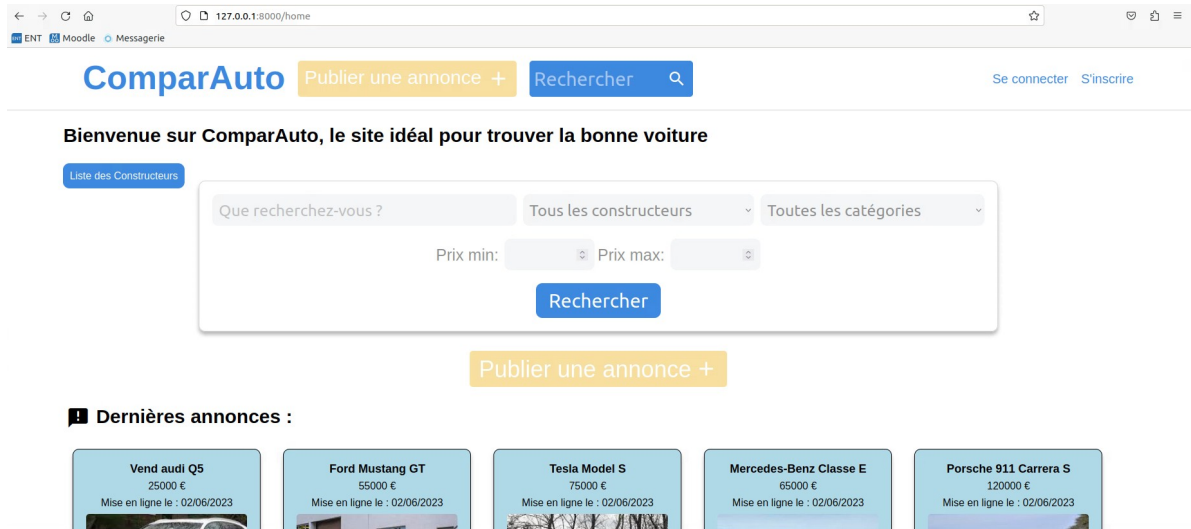 127.0.0.1:8000/home
ENT ENT Moodle Messagerie
ComparAuto Publier une annonce + Rechercher Se connecter S'inscrire
Bienvenue sur ComparAuto, le site idéal pour trouver la bonne voiture
Liste des Constructeurs
Que recherchez-vous ? Tous les constructeurs Toutes les catégories
Prix min: Prix max:
Rechercher
Publier une annonce +
Dernières annonces :
Vend audi Q5 Ford Mustang GT Tesla Model S Mercedes-Benz Classe E Porsche 911 Carrera S
25000 € 55000 € 75000 € 65000 € 120000 €
Mise en ligne le : 02/06/2023 Mise en ligne le : 02/06/2023 Mise en ligne le : 02/06/2023 Mise en ligne le : 02/06/2023 Mise en ligne le : 02/06/2023